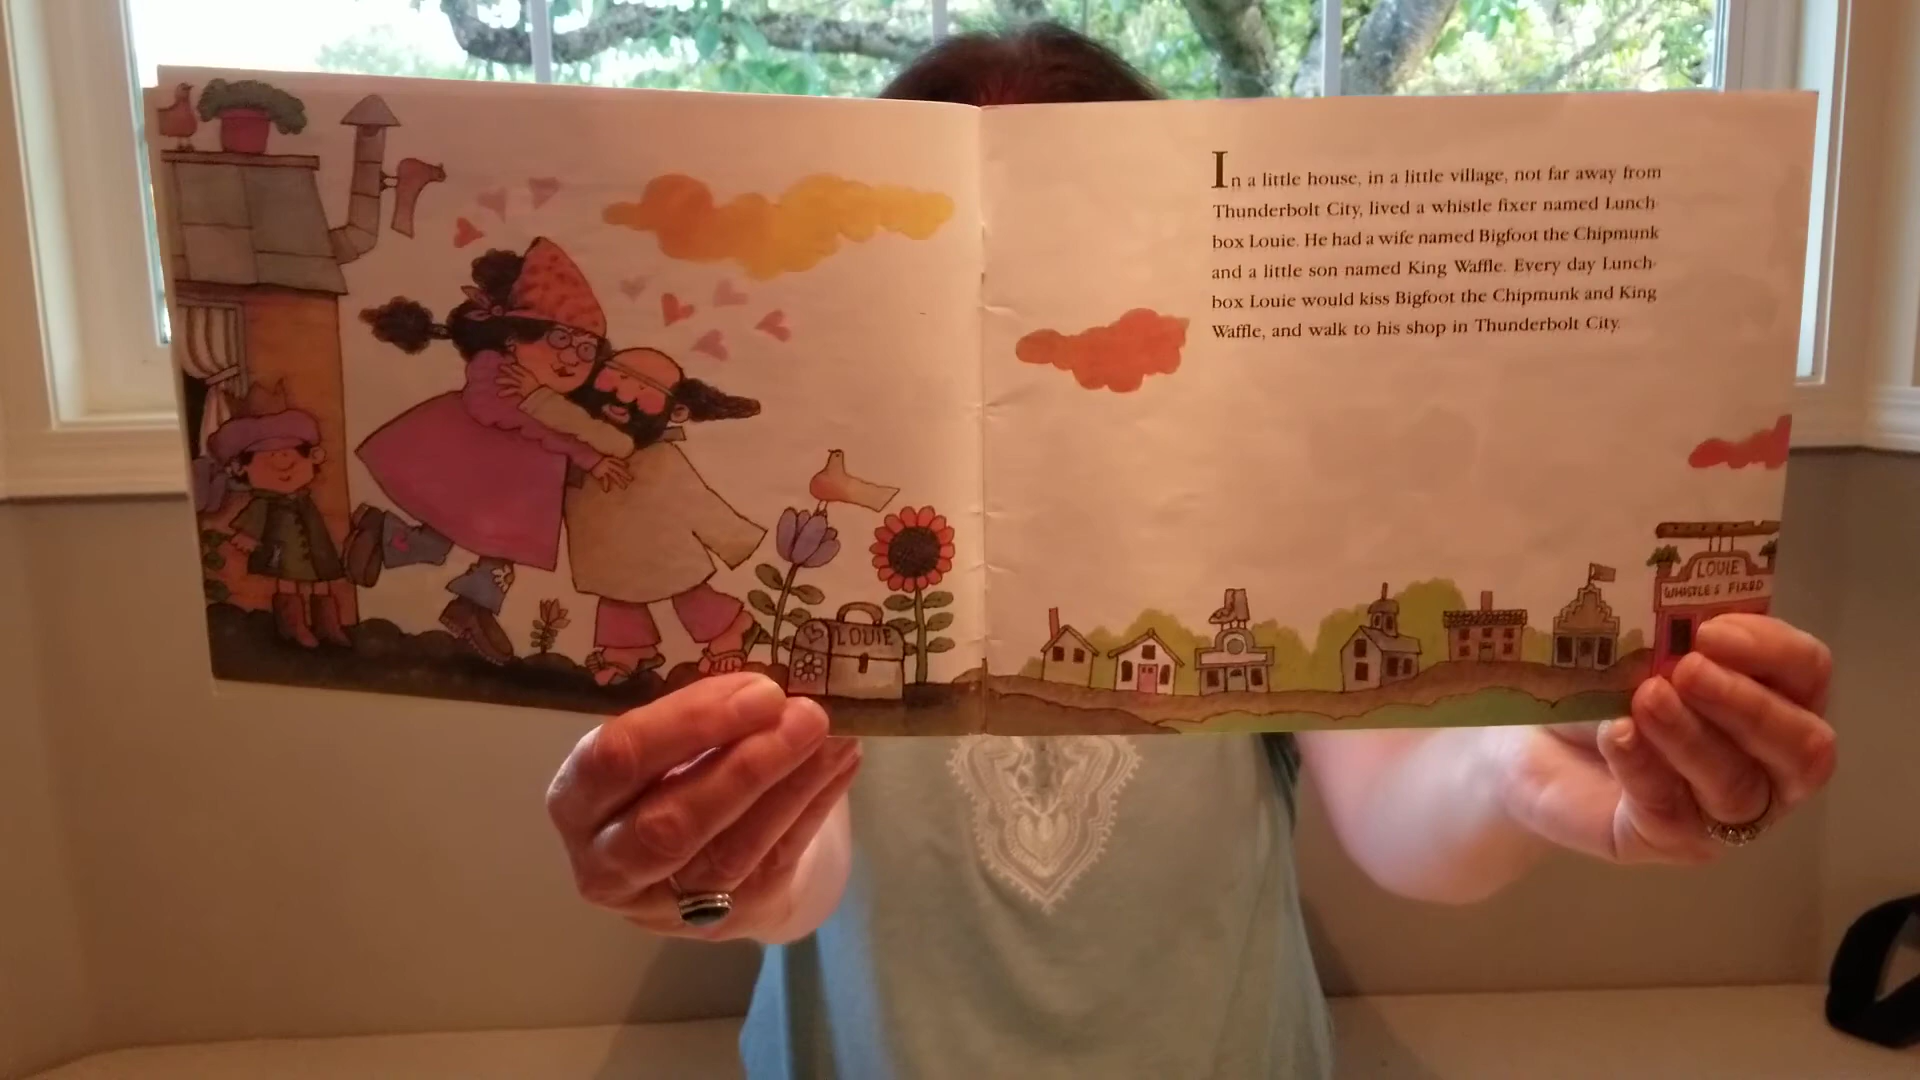 In a little house, in a little village, not far away from
Thunderbolt City, lived a whistle fixer named Lunch-
box Louie. He had a wife named Bigfoot the Chipmunk
and a little son named King Waffle. Every day Lunch-
box Louie would kiss Bigfoot the Chipmunk and King
Waffle, and walk to his shop in Thunderbolt City.
LOUIE
LOUIE
WHISTLES FIXED